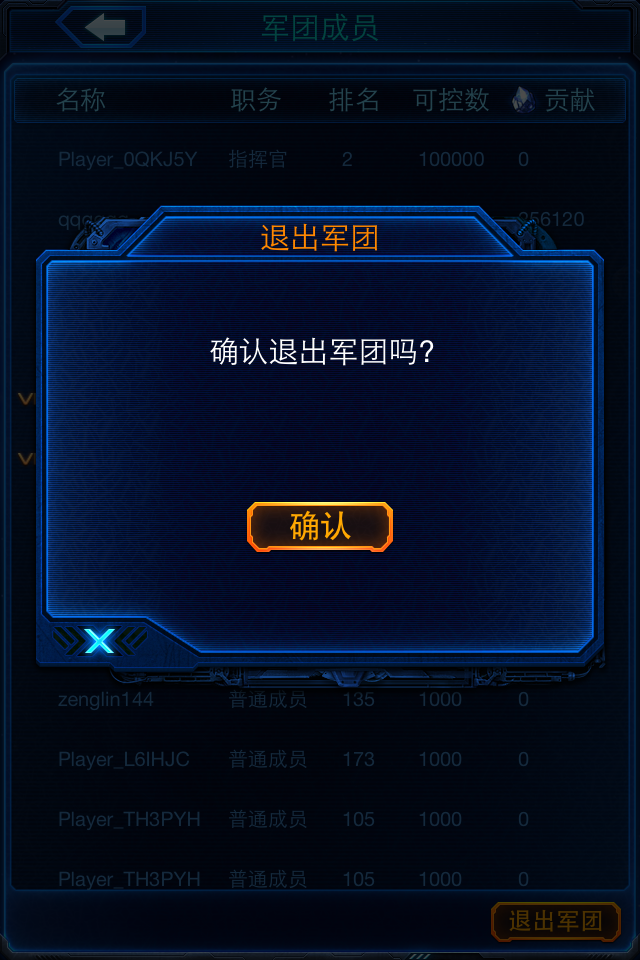 军团成员
名称 职务 排名 可控数 贡献
Player_0QKJ5Y 指挥官 2 100000 0
退出军团
确认退出军团吗?
确认
zenglin144 普通成员 135 1000 0
Player_L6IHJC 普通成员 173 1000 0
Player_TH3PYH 普通成员 105 1000 0
Player_TH3PYH 普通成员 105 1000 0
退出军团